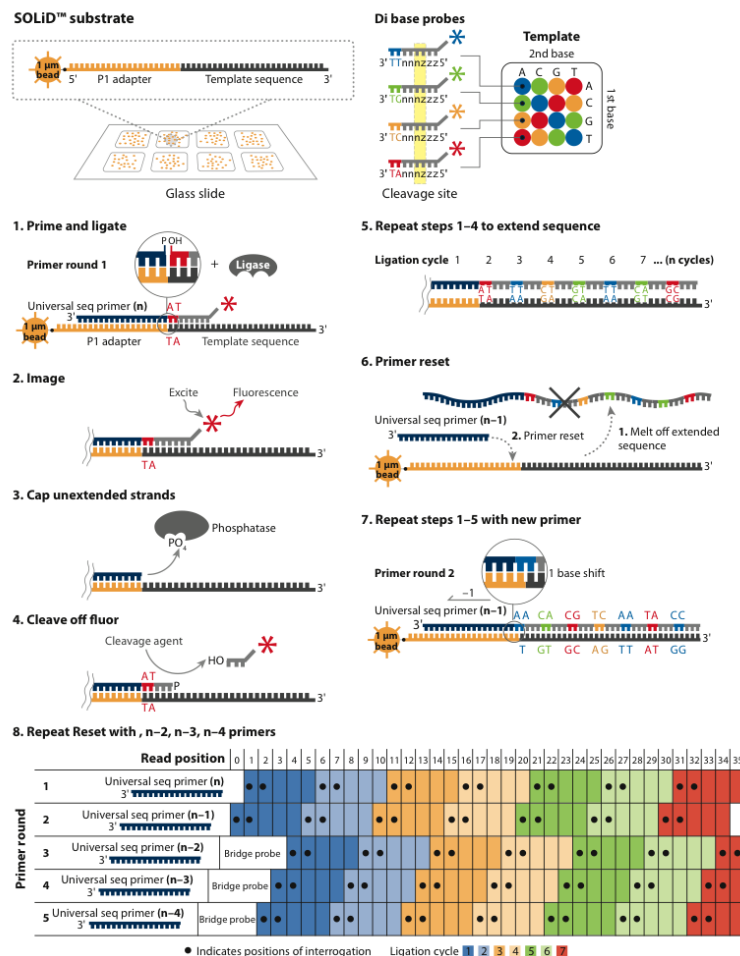 SOLiD™ substrate
1 μm
bead
5'
P1 adapter
Template sequence
3'
Glass slide
Di base probes
3' TTnnnzzz5'
3' TGnnnzzz5'
3' TCnnnzzz5'
3' TAnnnzzz5'
Cleavage site
Template
2nd base
A C G T
A
C
G
T
1st base
1. Prime and ligate
P OH
Primer round 1
+
Ligase
Universal seq primer (n)
3'
A T
1 μm
bead
P1 adapter
T A
Template sequence
3'
2. Image
Excite
Fluorescence
T A
3'
3. Cap unextended strands
Phosphatase
PO4
3'
4. Cleave off fluor
Cleavage agent
HO
A T
P
T A
3'
5. Repeat steps 1–4 to extend sequence
Ligation cycle 1 2 3 4 5 6 7 ... (n cycles)
AT TT CT GT TT CA GC
TA AA GA CA AA GT CG
3'
6. Primer reset
Universal seq primer (n–1)
3'
2. Primer reset
1. Melt off extended
sequence
1 μm
bead
3'
7. Repeat steps 1–5 with new primer
Primer round 2
1 base shift
–1
Universal seq primer (n–1)
3'
AA CA CG TC AA TA CC
1 μm
bead
T GT GC AG TT AT GG
3'
8. Repeat Reset with , n–2, n–3, n–4 primers
Read position 0 1 2 3 4 5 6 7 8 9 10 11 12 13 14 15 16 17 18 19 20 21 22 23 24 25 26 27 28 29 30 31 32 33 34 35
Primer round
1 Universal seq primer (n)
3'
2 Universal seq primer (n–1)
3'
3 Universal seq primer (n–2)
3'
Bridge probe
4 Universal seq primer (n–3)
3'
Bridge probe
5 Universal seq primer (n–4)
3'
Bridge probe
● Indicates positions of interrogation Ligation cycle 1 2 3 4 5 6 7